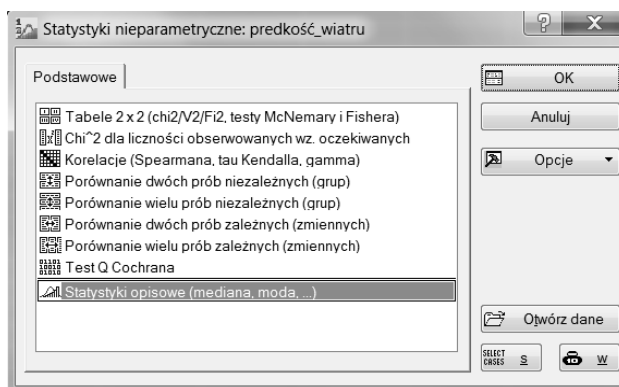 Statystyki nieparametryczne: predkość_wiatru
Podstawowe
Tabele 2 x 2 (chi2/V2/Fi2, testy McNemary i Fishera)
Chi^2 dla liczności obserwowanych wz. oczekiwanych
Korelacje (Spearmana, tau Kendalla, gamma)
Porównanie dwóch prób niezależnych (grup)
Porównanie wielu prób niezależnych (grup)
Porównanie dwóch prób zależnych (zmiennych)
Porównanie wielu prób zależnych (zmiennych)
Test Q Cochrana
Statystyki opisowe (mediana, moda, ...)
OK
Anuluj
Opcje
Otwórz dane
SELECT CASES S
W